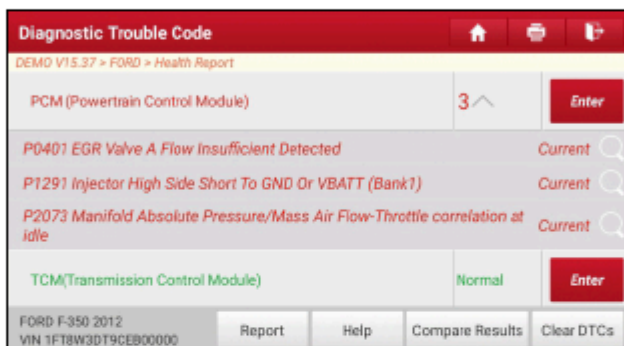 Diagnostic Trouble Code
DEMO V15.37 > FORD > Health Report
PCM (Powertrain Control Module) 3 Enter
P0401 EGR Valve A Flow Insufficient Detected Current
P1291 Injector High Side Short To GND Or VBATT (Bank1) Current
P2073 Manifold Absolute Pressure/Mass Air Flow-Throttle correlation at
idle Current
TCM(Transmission Control Module) Normal Enter
FORD F-350 2012
VIN 1FT8W3DT9CEB00000
Report Help Compare Results Clear DTCs